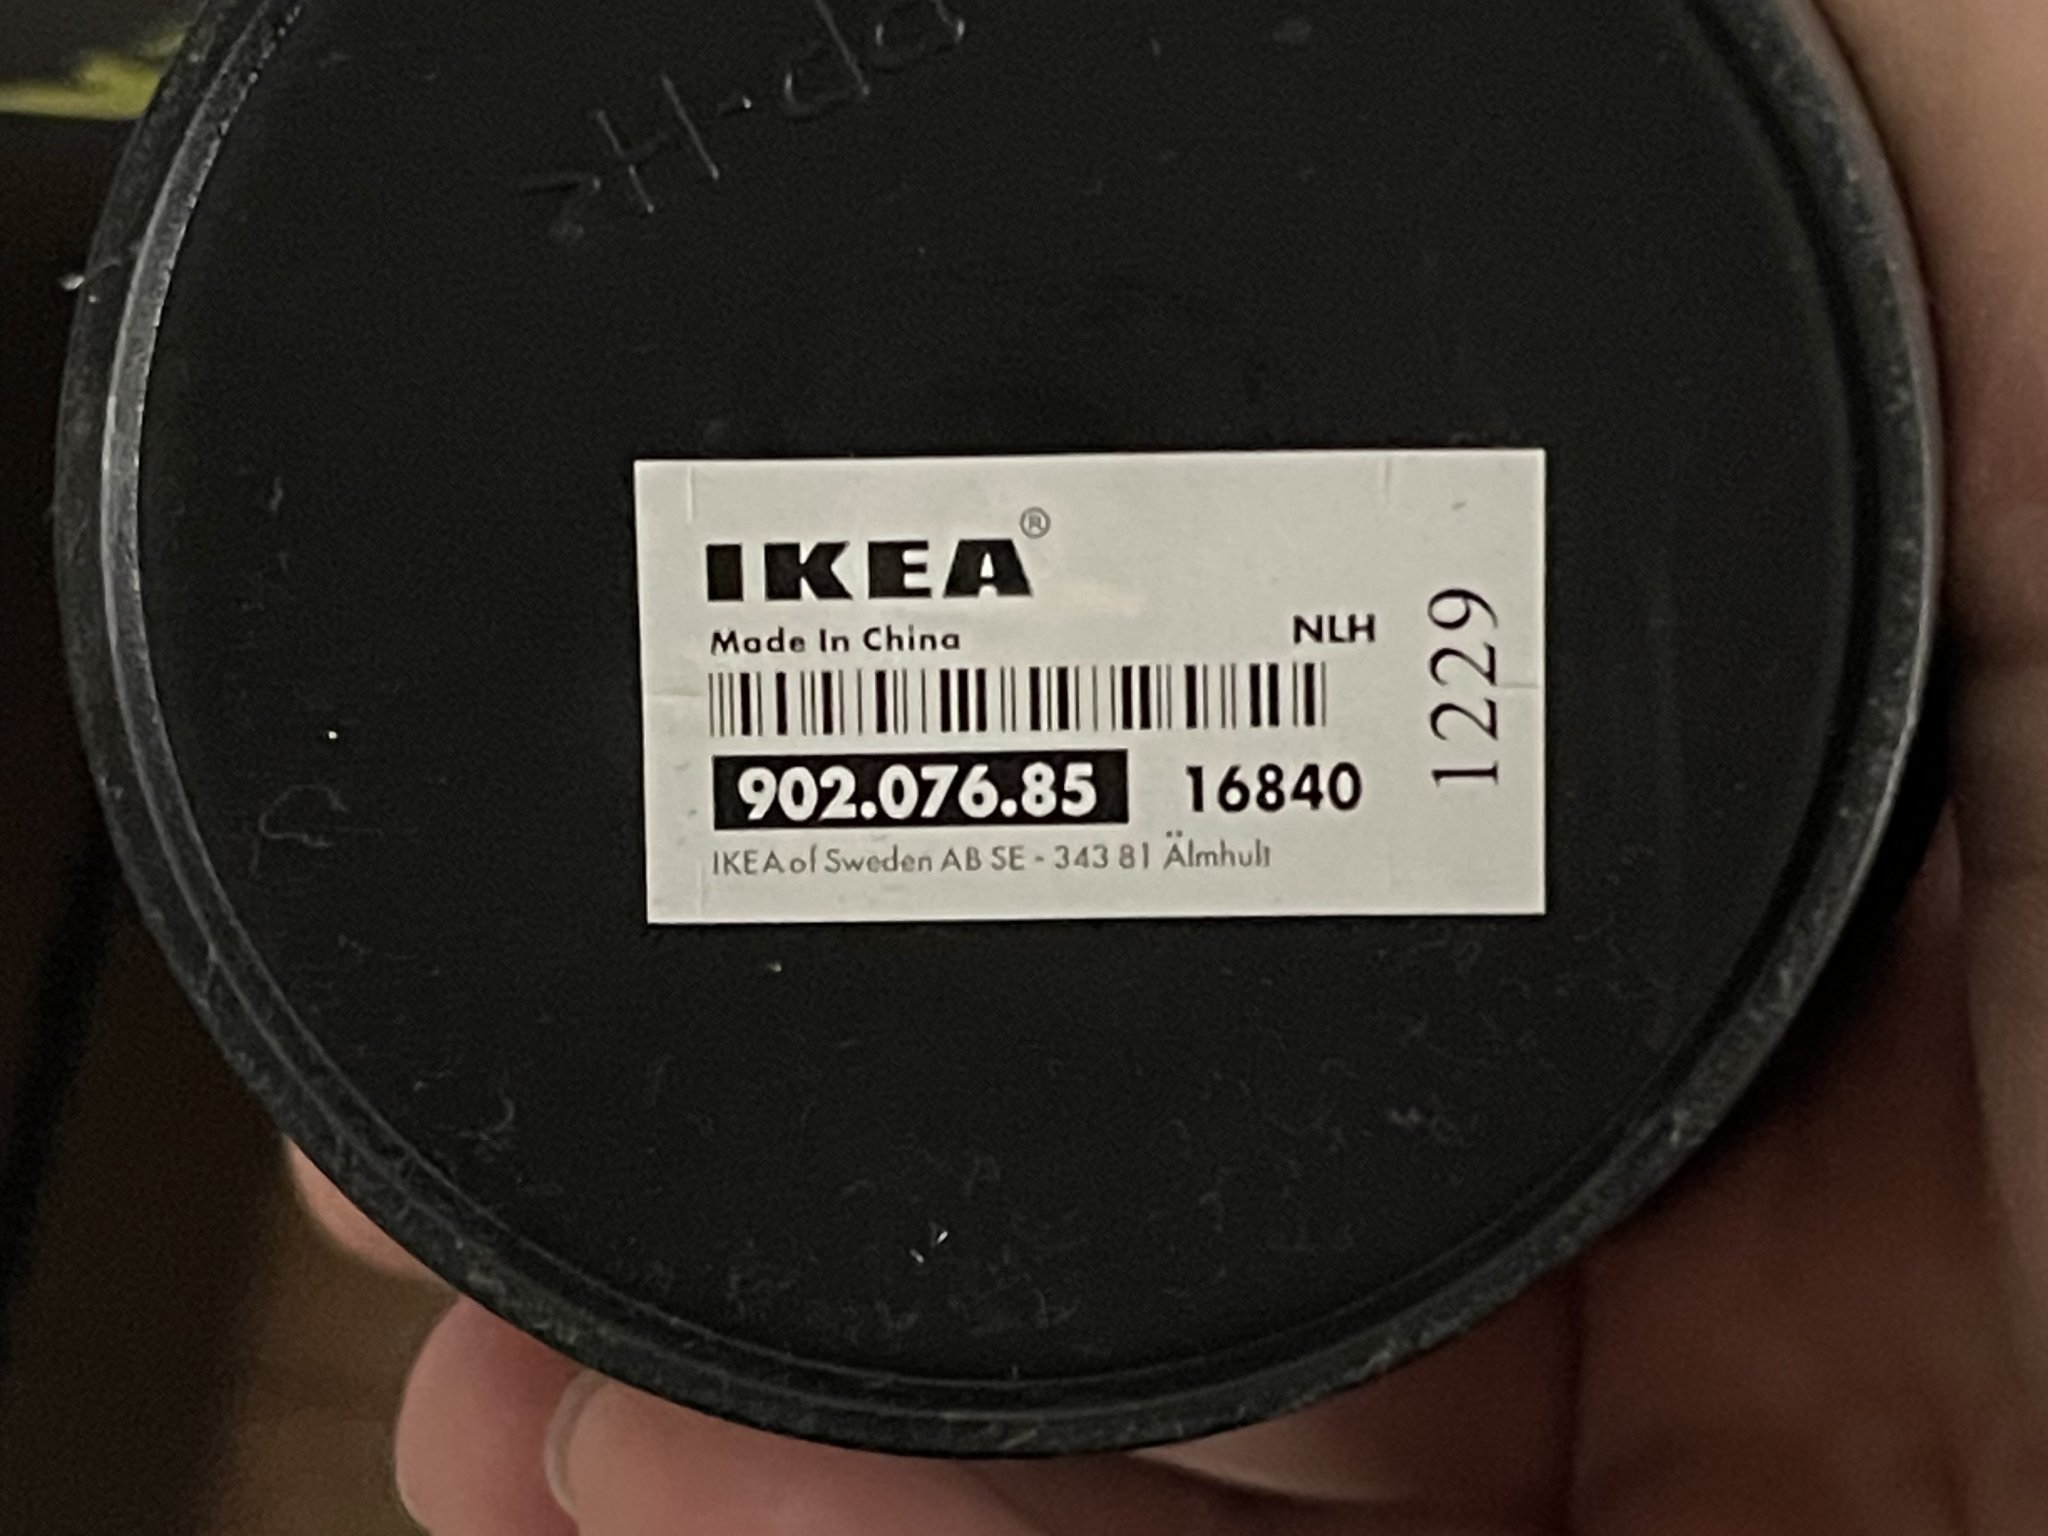 IKEA®
Made In China
NLH
902.076.85 16840
IKEA of Sweden AB SE - 343 81 Älmhult
1229